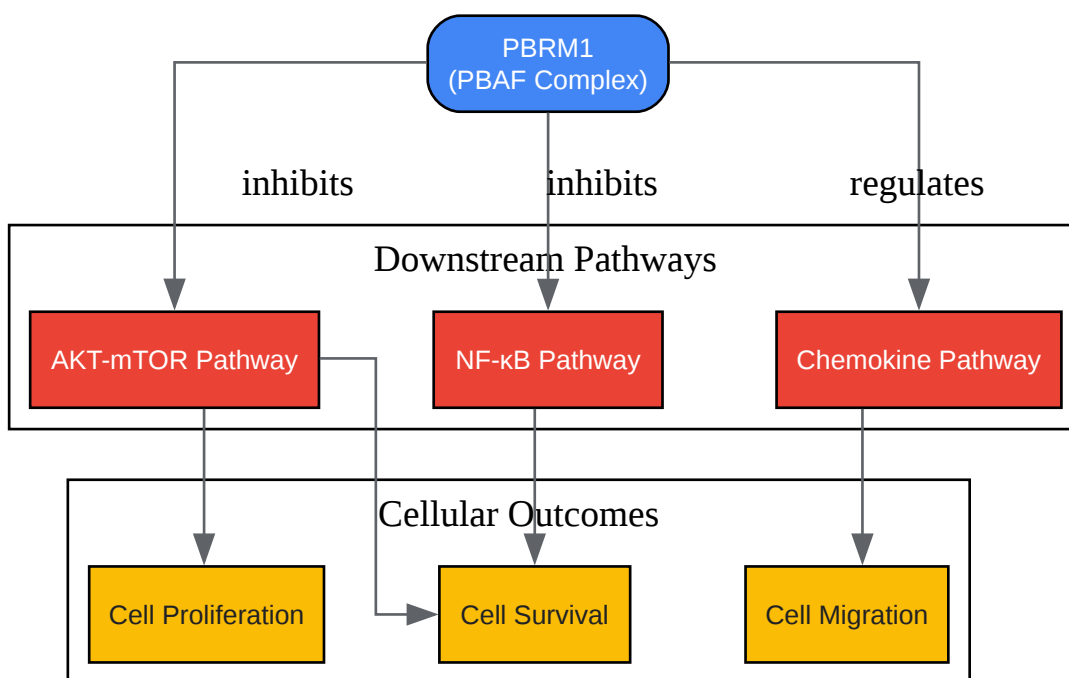 PBRM1
(PBAF Complex)
inhibits
inhibits
regulates
Downstream Pathways
AKT-mTOR Pathway
NF-κB Pathway
Chemokine Pathway
Cellular Outcomes
Cell Proliferation
Cell Survival
Cell Migration